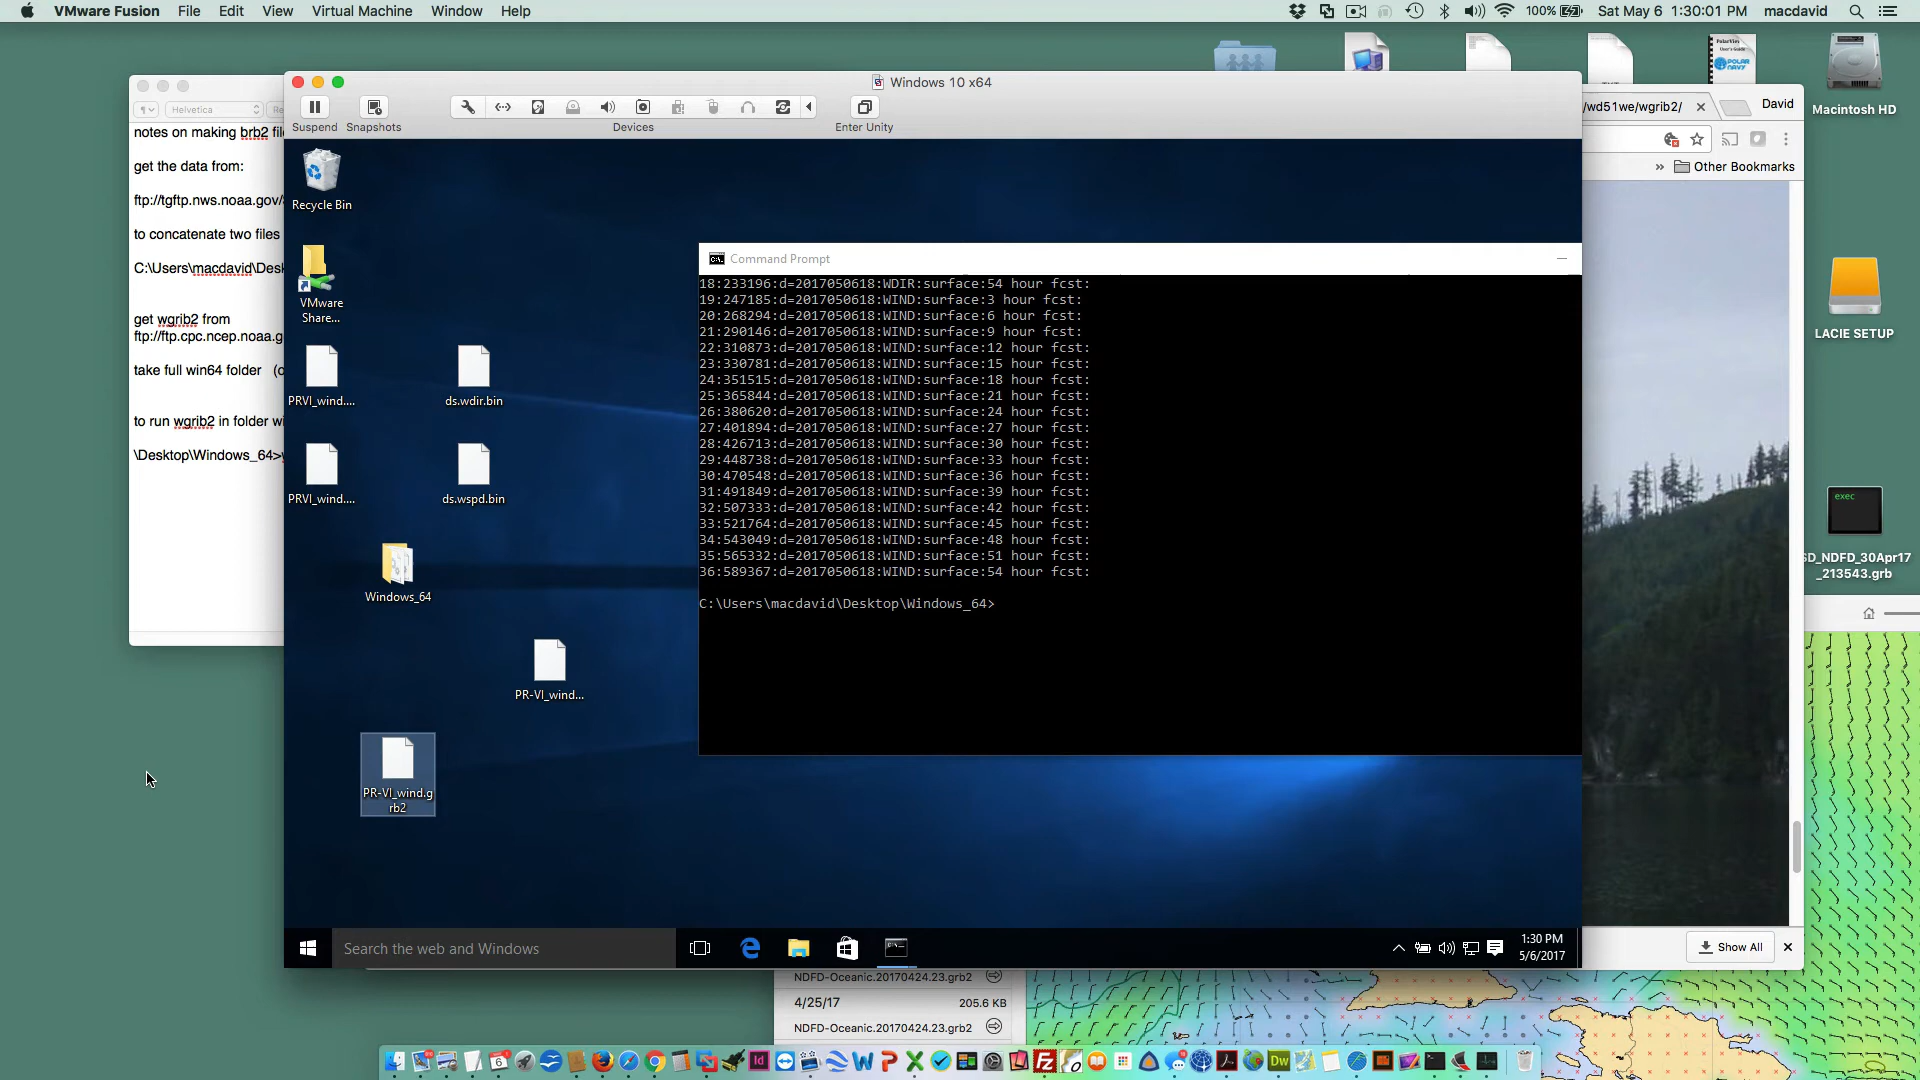 VMware Fusion File Edit View Virtual Machine Window Help
100% Sat May 6 1:30:01 PM macdavid
Windows 10 x64
Suspend Snapshots Devices Enter Unity
Helvetica
notes on making brb2
get the data from:
ftp://tgftp.nws.noaa.gov/
to concatenate two files
C:\Users\macdavid\Desk
get wgrib2 from
ftp://ftp.cpc.ncep.noaa.g
take full win64 folder
to run wgrib2 in folder
\Desktop\Windows_64>
Recycle Bin
VMware
Share...
PRVI_wind....
ds.wdir.bin
PRVI_wind....
ds.wspd.bin
Windows_64
PR-VI_wind...
PR-VI_wind.g
rb2
Command Prompt
18:233196:d=2017050618:WDIR:surface:54 hour fcst:
19:247185:d=2017050618:WIND:surface:3 hour fcst:
20:268294:d=2017050618:WIND:surface:6 hour fcst:
21:290146:d=2017050618:WIND:surface:9 hour fcst:
22:310873:d=2017050618:WIND:surface:12 hour fcst:
23:330781:d=2017050618:WIND:surface:15 hour fcst:
24:351515:d=2017050618:WIND:surface:18 hour fcst:
25:365844:d=2017050618:WIND:surface:21 hour fcst:
26:380620:d=2017050618:WIND:surface:24 hour fcst:
27:401894:d=2017050618:WIND:surface:27 hour fcst:
28:426713:d=2017050618:WIND:surface:30 hour fcst:
29:448738:d=2017050618:WIND:surface:33 hour fcst:
30:470548:d=2017050618:WIND:surface:36 hour fcst:
31:491849:d=2017050618:WIND:surface:39 hour fcst:
32:507333:d=2017050618:WIND:surface:42 hour fcst:
33:521764:d=2017050618:WIND:surface:45 hour fcst:
34:543049:d=2017050618:WIND:surface:48 hour fcst:
35:565332:d=2017050618:WIND:surface:51 hour fcst:
36:589367:d=2017050618:WIND:surface:54 hour fcst:
C:\Users\macdavid\Desktop\Windows_64>
Search the web and Windows
1:30 PM
5/6/2017
/wd51we/wgrib2/
David
Other Bookmarks
Show All
Macintosh HD
LACIE SETUP
exec
SD_NDFD_30Apr17
_213543.grb
NDFD-Oceanic.20170424.23.grb2
4/25/17 205.6 KB
NDFD-Oceanic.20170424.23.grb2